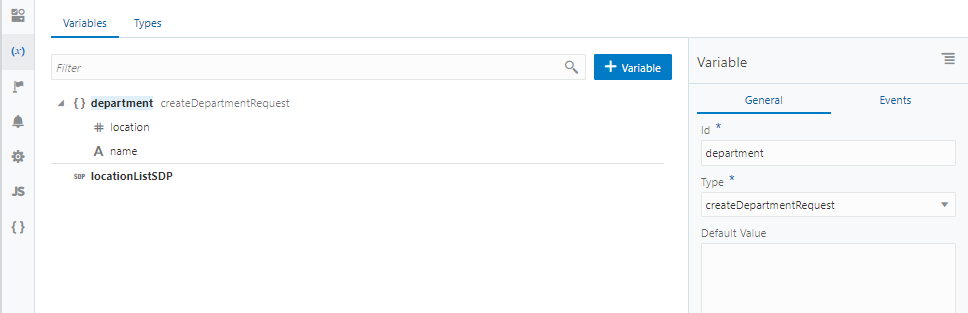 Variables Types
(x)
Filter
+ Variable
{ } department createDepartmentRequest
# location
A name
SDP locationListSDP
JS
{ }
Variable
General Events
Id *
department
Type *
createDepartmentRequest
Default Value